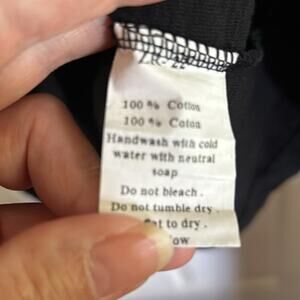 100 % Cotton
100 % Coton
Handwash with cold
water with neutral
soap
Do not bleach .
Do not tumble dry .
to dry .